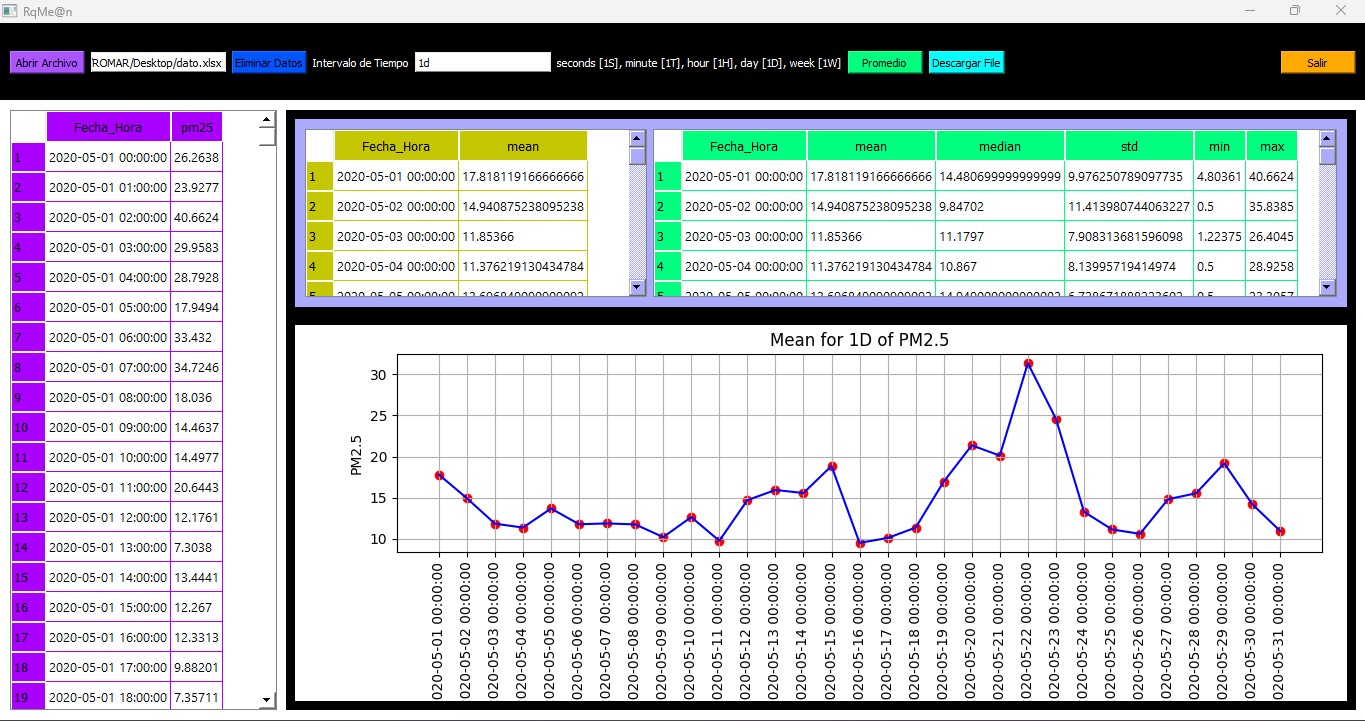 RqMe@n
Abrir Archivo ROMAR/Desktop/dato.xlsx Eliminar Datos Intervalo de Tiempo 1d seconds [1S], minute [1T], hour [1H], day [1D], week [1W] Promedio Descargar File Salir
Fecha_Hora pm25
1 2020-05-01 00:00:00 26.2638
2 2020-05-01 01:00:00 23.9277
3 2020-05-01 02:00:00 40.6624
4 2020-05-01 03:00:00 29.9583
5 2020-05-01 04:00:00 28.7928
6 2020-05-01 05:00:00 17.9494
7 2020-05-01 06:00:00 33.432
8 2020-05-01 07:00:00 34.7246
9 2020-05-01 08:00:00 18.036
10 2020-05-01 09:00:00 14.4637
11 2020-05-01 10:00:00 14.4977
12 2020-05-01 11:00:00 20.6443
13 2020-05-01 12:00:00 12.1761
14 2020-05-01 13:00:00 7.3038
15 2020-05-01 14:00:00 13.4441
16 2020-05-01 15:00:00 12.267
17 2020-05-01 16:00:00 12.3313
18 2020-05-01 17:00:00 9.88201
19 2020-05-01 18:00:00 7.35711
Fecha_Hora mean
1 2020-05-01 00:00:00 17.818119166666666
2 2020-05-02 00:00:00 14.940875238095238
3 2020-05-03 00:00:00 11.85366
4 2020-05-04 00:00:00 11.376219130434784
Fecha_Hora mean median std min max
1 2020-05-01 00:00:00 17.818119166666666 14.480699999999999 9.976250789097735 4.80361 40.6624
2 2020-05-02 00:00:00 14.940875238095238 9.84702 11.413980744063227 0.5 35.8385
3 2020-05-03 00:00:00 11.85366 11.1797 7.908313681596098 1.22375 26.4045
4 2020-05-04 00:00:00 11.376219130434784 10.867 8.13995719414974 0.5 28.9258
Mean for 1D of PM2.5
PM2.5
30
25
20
15
10
020-05-01 00:00:00
020-05-02 00:00:00
020-05-03 00:00:00
020-05-04 00:00:00
020-05-05 00:00:00
020-05-06 00:00:00
020-05-07 00:00:00
020-05-08 00:00:00
020-05-09 00:00:00
020-05-10 00:00:00
020-05-11 00:00:00
020-05-12 00:00:00
020-05-13 00:00:00
020-05-14 00:00:00
020-05-15 00:00:00
020-05-16 00:00:00
020-05-17 00:00:00
020-05-18 00:00:00
020-05-19 00:00:00
020-05-20 00:00:00
020-05-21 00:00:00
020-05-22 00:00:00
020-05-23 00:00:00
020-05-24 00:00:00
020-05-25 00:00:00
020-05-26 00:00:00
020-05-27 00:00:00
020-05-28 00:00:00
020-05-29 00:00:00
020-05-30 00:00:00
020-05-31 00:00:00